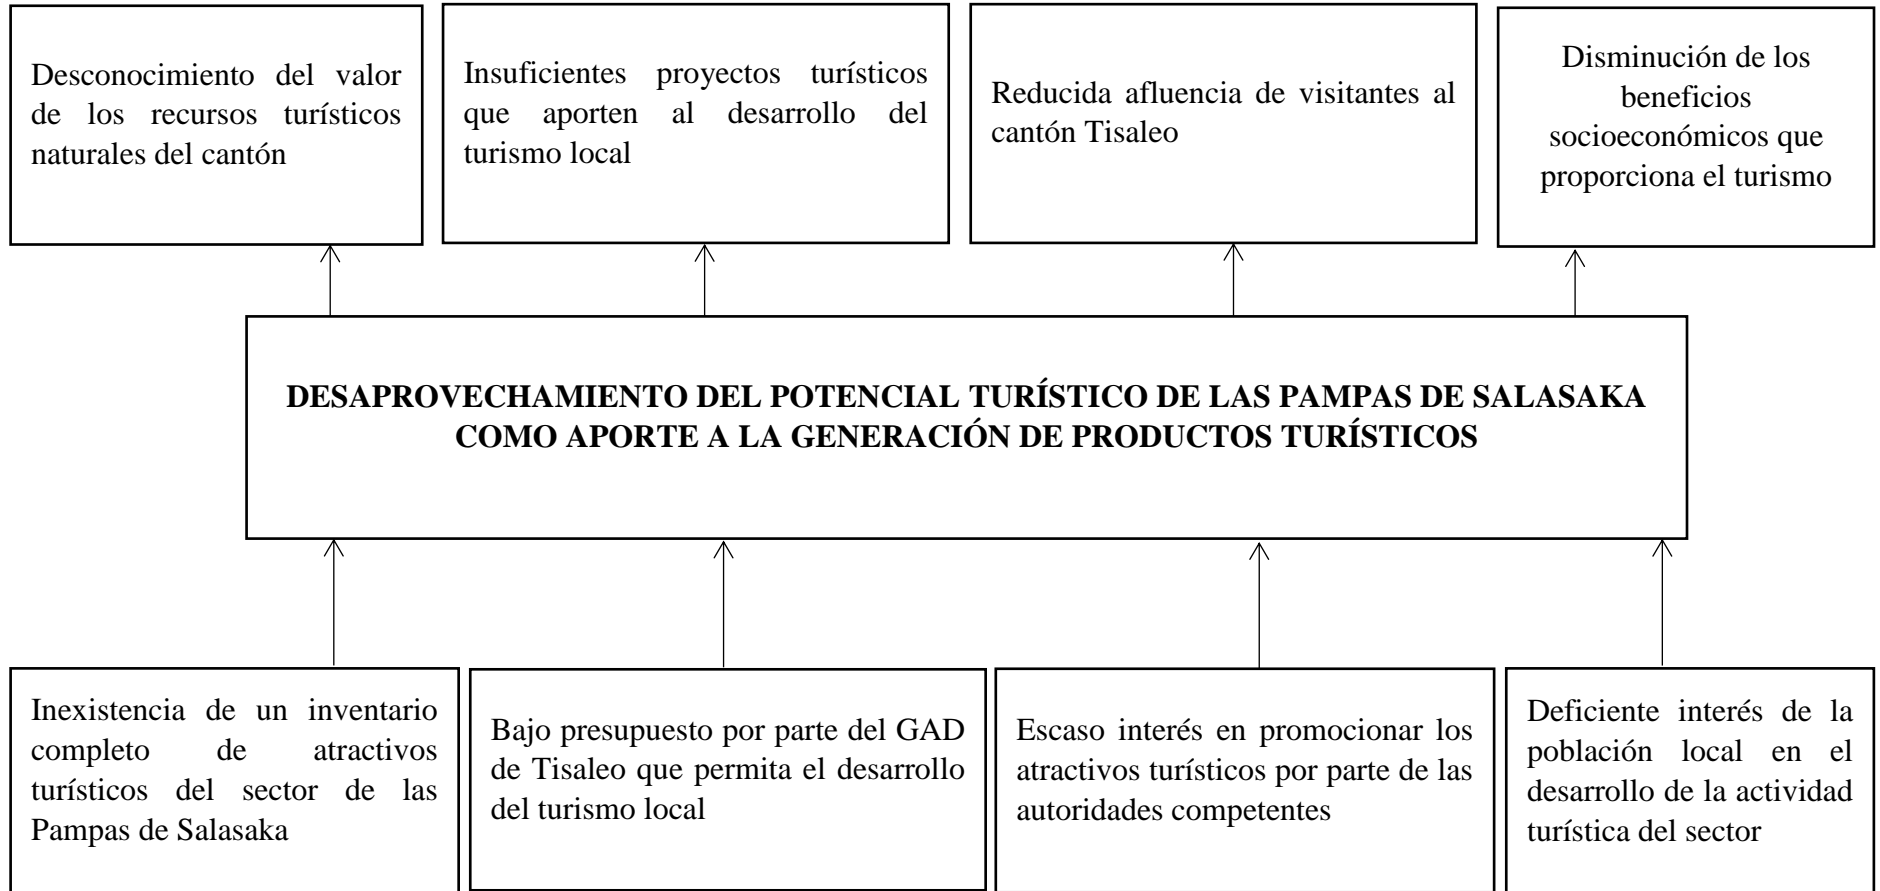 Desconocimiento del valor
de los recursos turísticos
naturales del cantón
Insuficientes proyectos turísticos
que aporten al desarrollo del
turismo local
Reducida afluencia de visitantes al
cantón Tisaleo
Disminución de los
beneficios
socioeconómicos que
proporciona el turismo
DESAPROVECHAMIENTO DEL POTENCIAL TURÍSTICO DE LAS PAMPAS DE SALASAKA
COMO APORTE A LA GENERACIÓN DE PRODUCTOS TURÍSTICOS
Inexistencia de un inventario
completo de atractivos
turísticos del sector de las
Pampas de Salasaka
Bajo presupuesto por parte del GAD
de Tisaleo que permita el desarrollo
del turismo local
Escaso interés en promocionar los
atractivos turísticos por parte de las
autoridades competentes
Deficiente interés de la
población local en el
desarrollo de la actividad
turística del sector